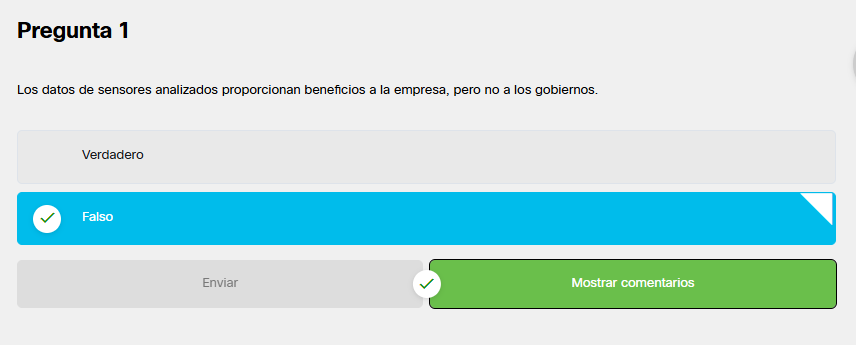 Pregunta 1
Los datos de sensores analizados proporcionan beneficios a la empresa, pero no a los gobiernos.
Verdadero
Falso
Enviar
Mostrar comentarios